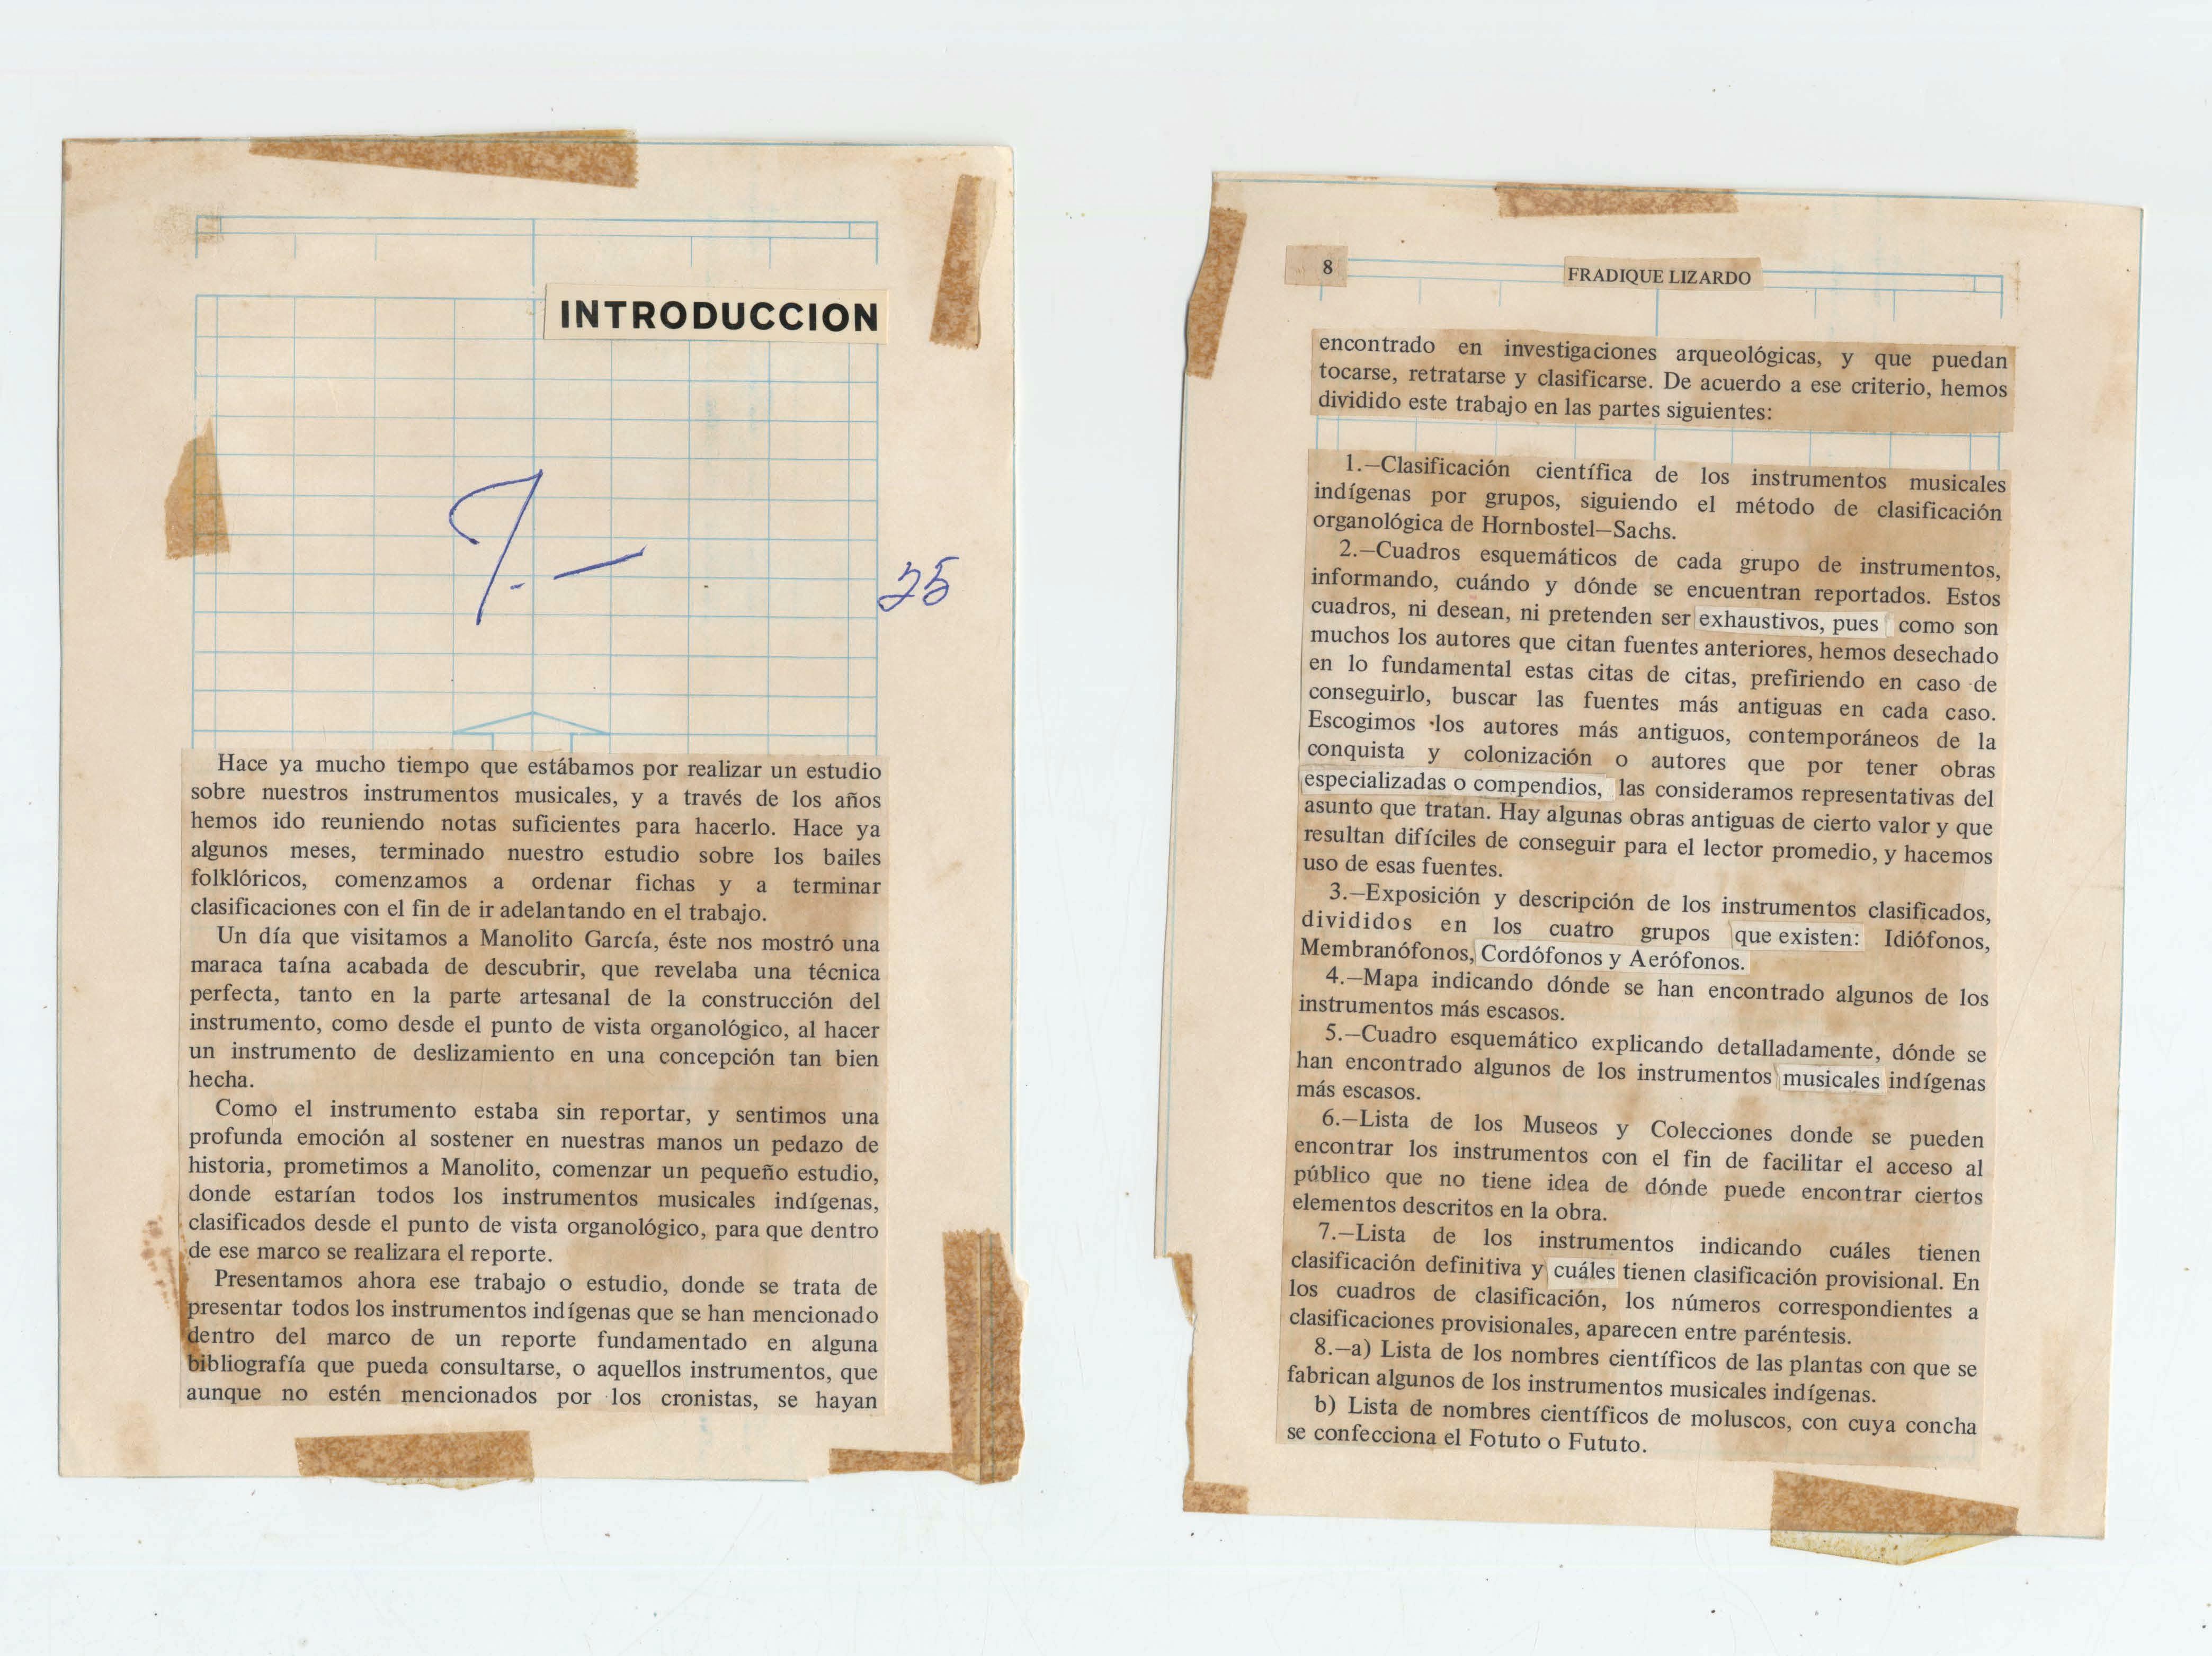 INTRODUCCION
7.-
25
Hace ya mucho tiempo que estábamos por realizar un estudio
sobre nuestros instrumentos musicales, y a través de los años
hemos ido reuniendo notas suficientes para hacerlo. Hace ya
algunos meses, terminado nuestro estudio sobre los bailes
folklóricos, comenzamos a ordenar fichas y a terminar
clasificaciones con el fin de ir adelantando en el trabajo.
Un día que visitamos a Manolito García, éste nos mostró una
maraca taína acabada de descubrir, que revelaba una técnica
perfecta, tanto en la parte artesanal de la construcción del
instrumento, como desde el punto de vista organológico, al hacer
un instrumento de deslizamiento en una concepción tan bien
hecha.
Como el instrumento estaba sin reportar, y sentimos una
profunda emoción al sostener en nuestras manos un pedazo de
historia, prometimos a Manolito, comenzar un pequeño estudio,
donde estarían todos los instrumentos musicales indígenas,
clasificados desde el punto de vista organológico, para que dentro
de ese marco se realizara el reporte.
Presentamos ahora ese trabajo o estudio, donde se trata de
presentar todos los instrumentos indígenas que se han mencionado
dentro del marco de un reporte fundamentado en alguna
bibliografía que pueda consultarse, o aquellos instrumentos, que
aunque no estén mencionados por los cronistas, se hayan
8
FRADIQUE LIZARDO
encontrado en investigaciones arqueológicas, y que puedan
tocarse, retratarse y clasificarse. De acuerdo a ese criterio, hemos
dividido este trabajo en las partes siguientes:
1.—Clasificación científica de los instrumentos musicales
indígenas por grupos, siguiendo el método de clasificación
organológica de Hornbostel—Sachs.
2.—Cuadros esquemáticos de cada grupo de instrumentos,
informando, cuándo y dónde se encuentran reportados. Estos
cuadros, ni desean, ni pretenden ser exhaustivos, pues como son
muchos los autores que citan fuentes anteriores, hemos desechado
en lo fundamental estas citas de citas, prefiriendo en caso de
conseguirlo, buscar las fuentes más antiguas en cada caso.
Escogimos los autores más antiguos, contemporáneos de la
conquista y colonización o autores que por tener obras
especializadas o compendios, las consideramos representativas del
asunto que tratan. Hay algunas obras antiguas de cierto valor y que
resultan difíciles de conseguir para el lector promedio, y hacemos
uso de esas fuentes.
3.—Exposición y descripción de los instrumentos clasificados,
divididos en los cuatro grupos que existen: Idiófonos,
Membranófonos, Cordófonos y Aerófonos.
4.—Mapa indicando dónde se han encontrado algunos de los
instrumentos más escasos.
5.—Cuadro esquemático explicando detalladamente, dónde se
han encontrado algunos de los instrumentos musicales indígenas
más escasos.
6.—Lista de los Museos y Colecciones donde se pueden
encontrar los instrumentos con el fin de facilitar el acceso al
público que no tiene idea de dónde puede encontrar ciertos
elementos descritos en la obra.
7.—Lista de los instrumentos indicando cuáles tienen
clasificación definitiva y cuáles tienen clasificación provisional. En
los cuadros de clasificación, los números correspondientes a
clasificaciones provisionales, aparecen entre paréntesis.
8.—a) Lista de los nombres científicos de las plantas con que se
fabrican algunos de los instrumentos musicales indígenas.
b) Lista de nombres científicos de moluscos, con cuya concha
se confecciona el Fotuto o Fututo.